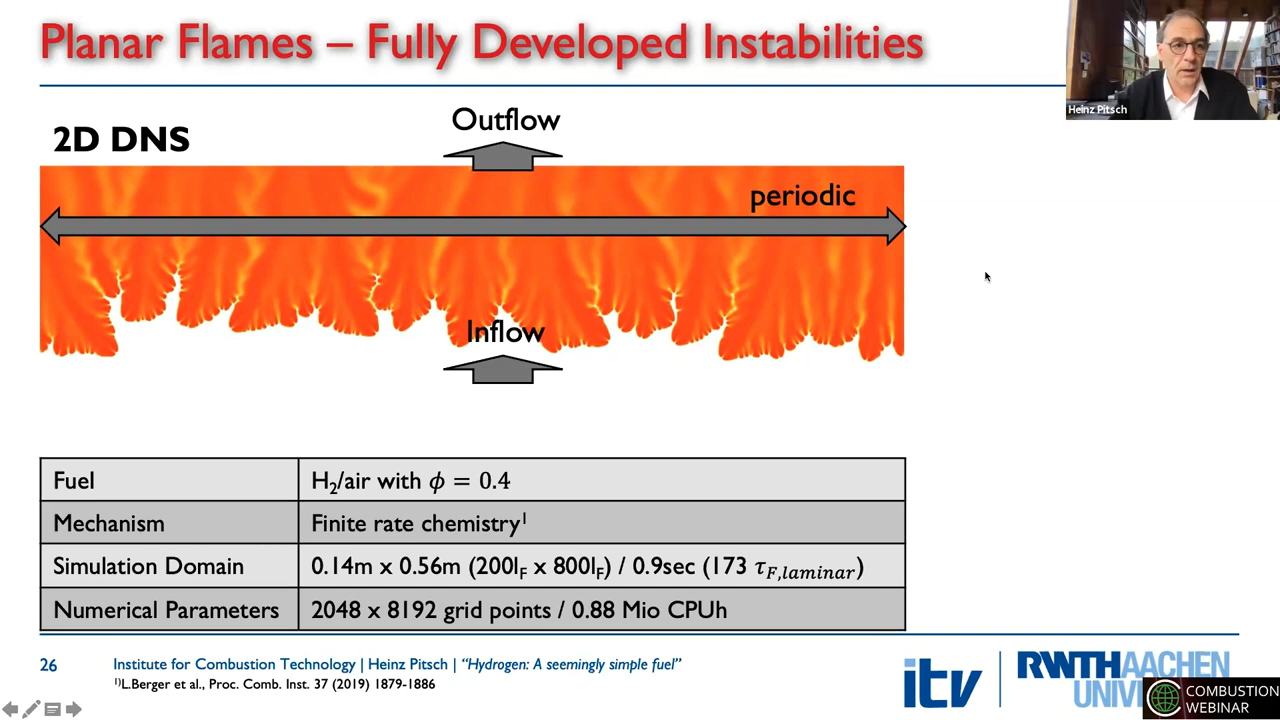 Planar Flames – Fully Developed Instabilities
Heinz Pitsch
2D DNS
Outflow
periodic
Inflow
Fuel
H₂/air with ϕ = 0.4
Mechanism
Finite rate chemistry¹
Simulation Domain
0.14m x 0.56m (200l_F x 800l_F) / 0.9sec (173 τ_F,laminar)
Numerical Parameters
2048 x 8192 grid points / 0.88 Mio CPUh
26
Institute for Combustion Technology | Heinz Pitsch | “Hydrogen: A seemingly simple fuel”
¹⁾L.Berger et al., Proc. Comb. Inst. 37 (2019) 1879-1886
itv
RWTHAACHEN
COMBUSTION
WEBINAR